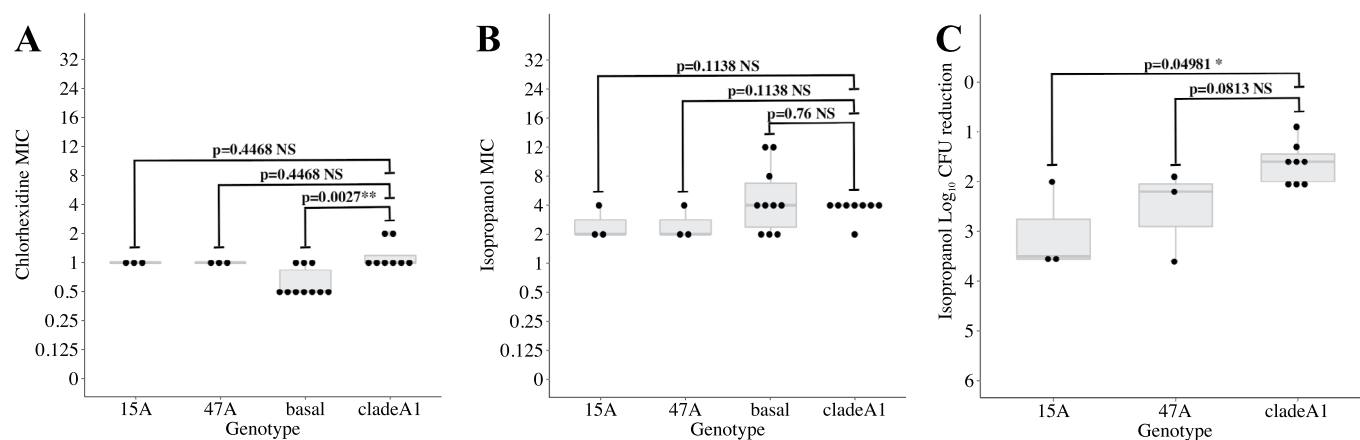 A
Chlorhexidine MIC
32
24
16
12
8
4
2
1
0.5
0.25
0.125
0
p=0.4468 NS
p=0.4468 NS
p=0.0027**
15A 47A basal cladeA1
Genotype
B
Isopropanol MIC
32
24
16
12
8
4
2
1
0.5
0.25
0.125
0
p=0.1138 NS
p=0.1138 NS
p=0.76 NS
15A 47A basal cladeA1
Genotype
C
Isopropanol Log₁₀ CFU reduction
0
1
2
3
4
5
6
p=0.04981 *
p=0.0813 NS
15A 47A cladeA1
Genotype